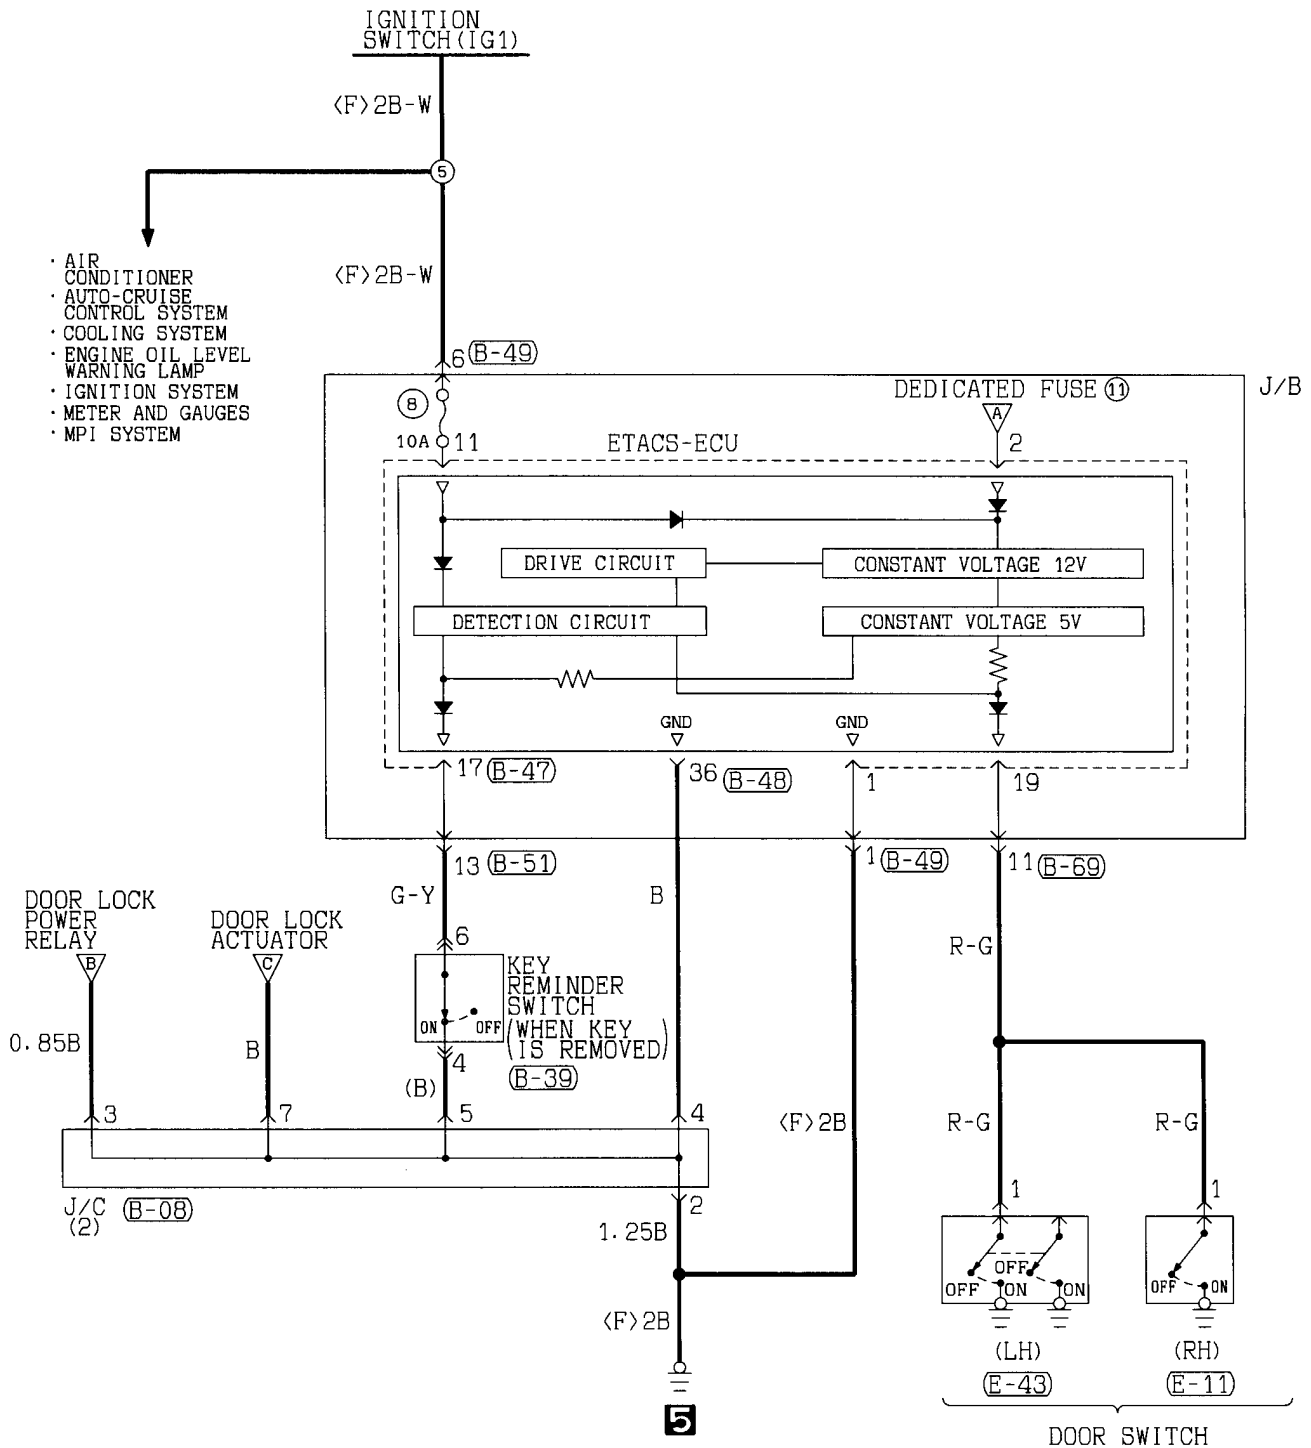 IGNITION
SWITCH(IG1)
<F>2B-W
5
<F>2B-W
· AIR
CONDITIONER
· AUTO-CRUISE
CONTROL SYSTEM
· COOLING SYSTEM
· ENGINE OIL LEVEL
WARNING LAMP
· IGNITION SYSTEM
· METER AND GAUGES
· MPI SYSTEM
6 B-49
J/B
8
10A 11
DEDICATED FUSE 11
A
2
ETACS-ECU
DRIVE CIRCUIT
CONSTANT VOLTAGE 12V
DETECTION CIRCUIT
CONSTANT VOLTAGE 5V
GND
GND
17 B-47
36 B-48
1
19
13 B-51
1 B-49
11 B-69
G-Y
B
R-G
DOOR LOCK
POWER
RELAY
B
DOOR LOCK
ACTUATOR
C
6
KEY
REMINDER
SWITCH
(WHEN KEY
IS REMOVED)
ON OFF
B-39
4
0.85B
B
(B)
3
7
5
4
<F>2B
R-G
R-G
J/C
(2)
B-08
2
1.25B
1
1
OFF
OFF ON
ON
OFF ON
<F>2B
(LH)
(RH)
E-43
E-11
5
DOOR SWITCH